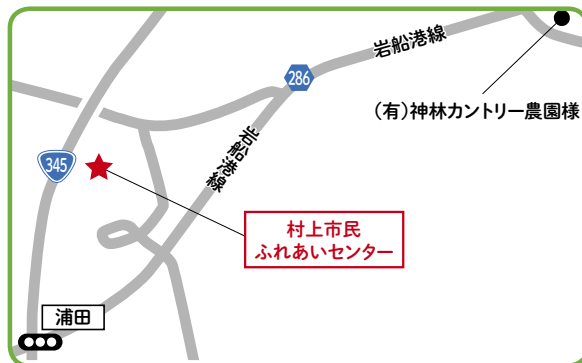 岩船港線
286
(有)神林カントリー農園様
岩船港線
345
村上市民
ふれあいセンター
浦田